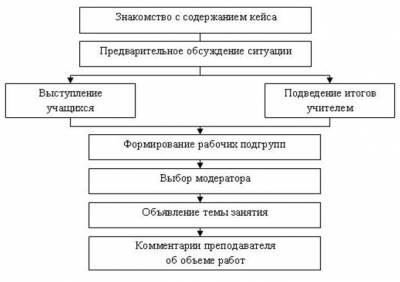 Знакомство с содержанием кейса
Предварительное обсуждение ситуации
Выступление
учащихся
Подведение итогов
учителем
Формирование рабочих подгрупп
Выбор модератора
Объявление темы занятия
Комментарии преподавателя
об объеме работ